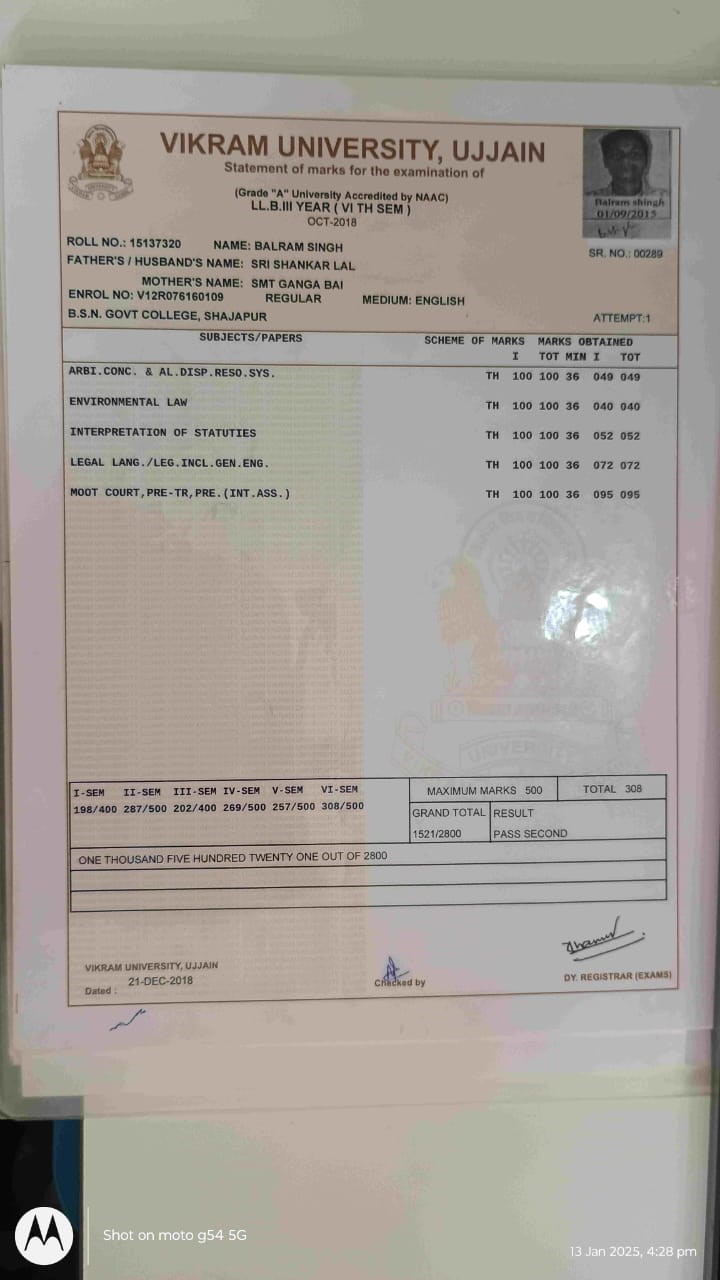 VIKRAM UNIVERSITY, UJJAIN
Statement of marks for the examination of
(Grade "A" University Accredited by NAAC)
LL.B.III YEAR ( VI TH SEM )
OCT-2018
Balram shingh
01/09/2015
ROLL NO.: 15137320 NAME: BALRAM SINGH
SR. NO.: 00289
FATHER'S / HUSBAND'S NAME: SRI SHANKAR LAL
MOTHER'S NAME: SMT GANGA BAI
ENROL NO: V12R076160109 REGULAR MEDIUM: ENGLISH
B.S.N. GOVT COLLEGE, SHAJAPUR ATTEMPT:1
SUBJECTS/PAPERS SCHEME OF MARKS MARKS OBTAINED
I TOT MIN I TOT
ARBI.CONC. & AL.DISP.RESO.SYS. TH 100 100 36 049 049
ENVIRONMENTAL LAW TH 100 100 36 040 040
INTERPRETATION OF STATUTIES TH 100 100 36 052 052
LEGAL LANG./LEG.INCL.GEN.ENG. TH 100 100 36 072 072
MOOT COURT,PRE-TR,PRE.(INT.ASS.) TH 100 100 36 095 095
UNIVERSITY
I-SEM II-SEM III-SEM IV-SEM V-SEM VI-SEM MAXIMUM MARKS 500 TOTAL 308
198/400 287/500 202/400 269/500 257/500 308/500 GRAND TOTAL RESULT
1521/2800 PASS SECOND
ONE THOUSAND FIVE HUNDRED TWENTY ONE OUT OF 2800
VIKRAM UNIVERSITY, UJJAIN
Dated : 21-DEC-2018
Checked by
DY. REGISTRAR (EXAMS)
Shot on moto g54 5G
13 Jan 2025, 4:28 pm